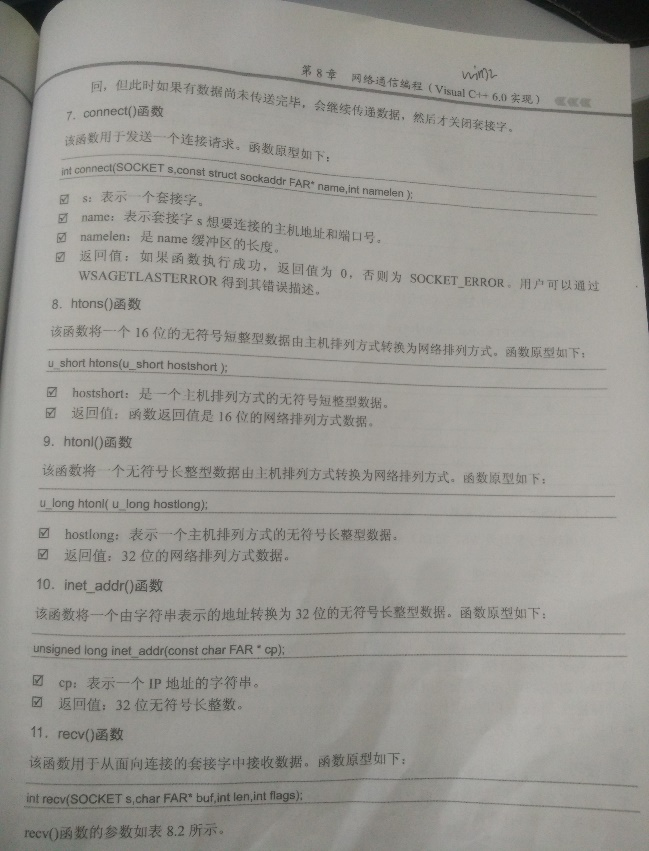 第 8 章 网络通信编程（Visual C++ 6.0 实现）
回，但此时如果有数据尚未传送完毕，会继续传递数据，然后才关闭套接字。
7．connect()函数
该函数用于发送一个连接请求。函数原型如下：
int connect(SOCKET s,const struct sockaddr FAR* name,int namelen );
☑ s：表示一个套接字。
☑ name：表示套接字 s 想要连接的主机地址和端口号。
☑ namelen：是 name 缓冲区的长度。
☑ 返回值：如果函数执行成功，返回值为 0，否则为 SOCKET_ERROR。用户可以通过
WSAGETLASTERROR 得到其错误描述。
8．htons()函数
该函数将一个 16 位的无符号短整型数据由主机排列方式转换为网络排列方式。函数原型如下：
u_short htons(u_short hostshort );
☑ hostshort：是一个主机排列方式的无符号短整型数据。
☑ 返回值：函数返回值是 16 位的网络排列方式数据。
9．htonl()函数
该函数将一个无符号长整型数据由主机排列方式转换为网络排列方式。函数原型如下：
u_long htonl( u_long hostlong);
☑ hostlong：表示一个主机排列方式的无符号长整型数据。
☑ 返回值：32 位的网络排列方式数据。
10．inet_addr()函数
该函数将一个由字符串表示的地址转换为 32 位的无符号长整型数据。函数原型如下：
unsigned long inet_addr(const char FAR * cp);
☑ cp：表示一个 IP 地址的字符串。
☑ 返回值：32 位无符号长整数。
11．recv()函数
该函数用于从面向连接的套接字中接收数据。函数原型如下：
int recv(SOCKET s,char FAR* buf,int len,int flags);
recv()函数的参数如表 8.2 所示。